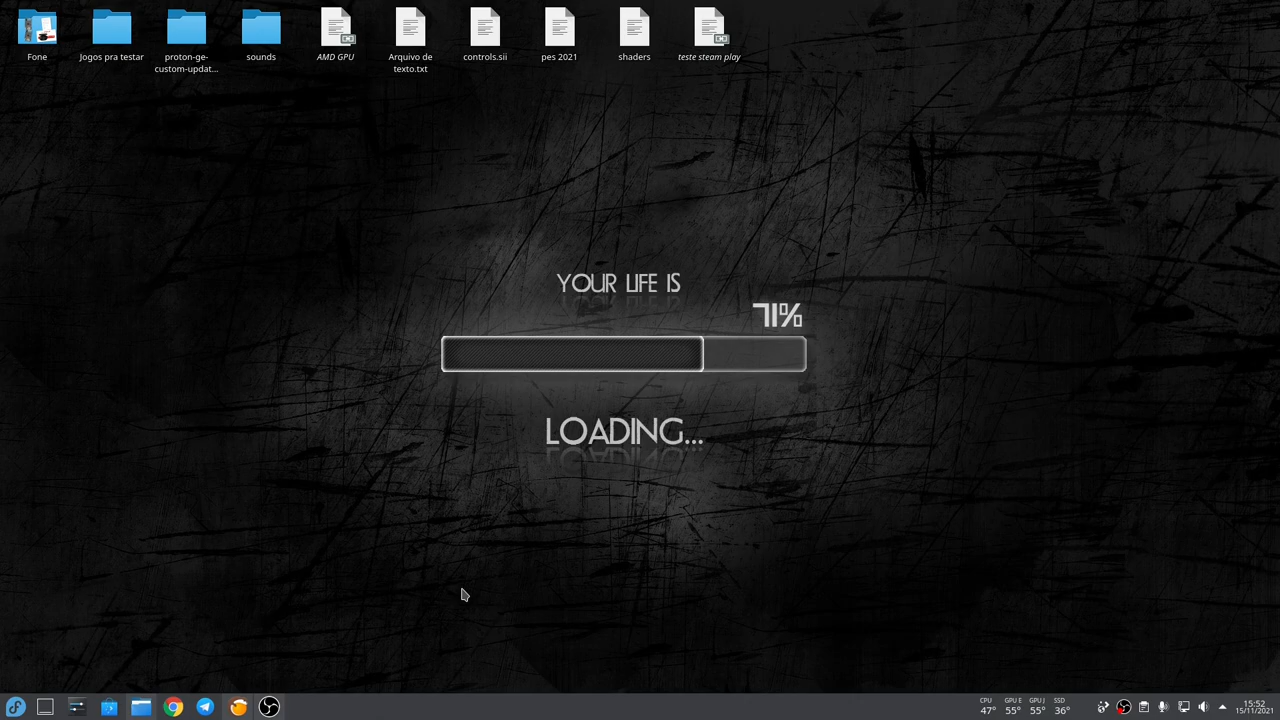 Fone
Jogos pra testar
proton-ge-
custom-updat...
sounds
AMD GPU
Arquivo de
texto.txt
controls.sii
pes 2021
shaders
teste steam play
YOUR LIFE IS
71%
LOADING...
CPU GPU E GPU J SSD
47° 55° 55° 36°
15:52
15/11/2021